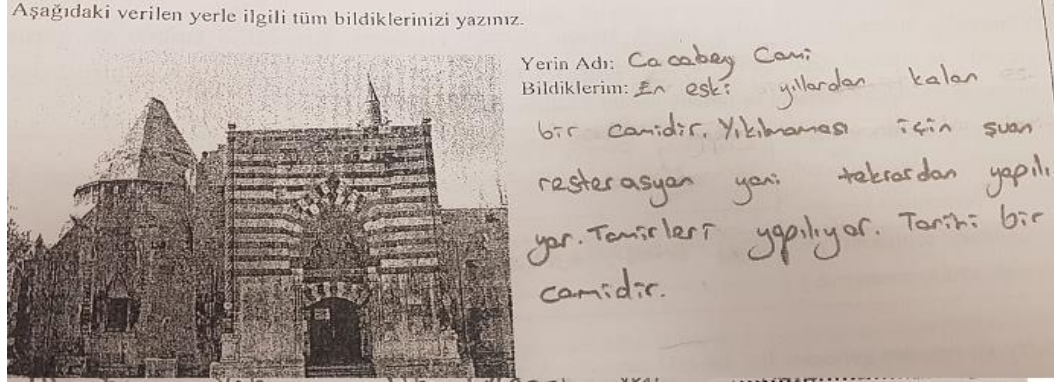 Aşağıdaki verilen yerle ilgili tüm bildiklerinizi yazınız.
Yerin Adı: Cacabey Cami
Bildiklerim: En eski yıllardan kalan
bir camidir. Yıkılmaması için şuan
resterasyan yani tekrardan yapılı
yor. Tamirleri yapılıyor. Tarihi bir
camidir.